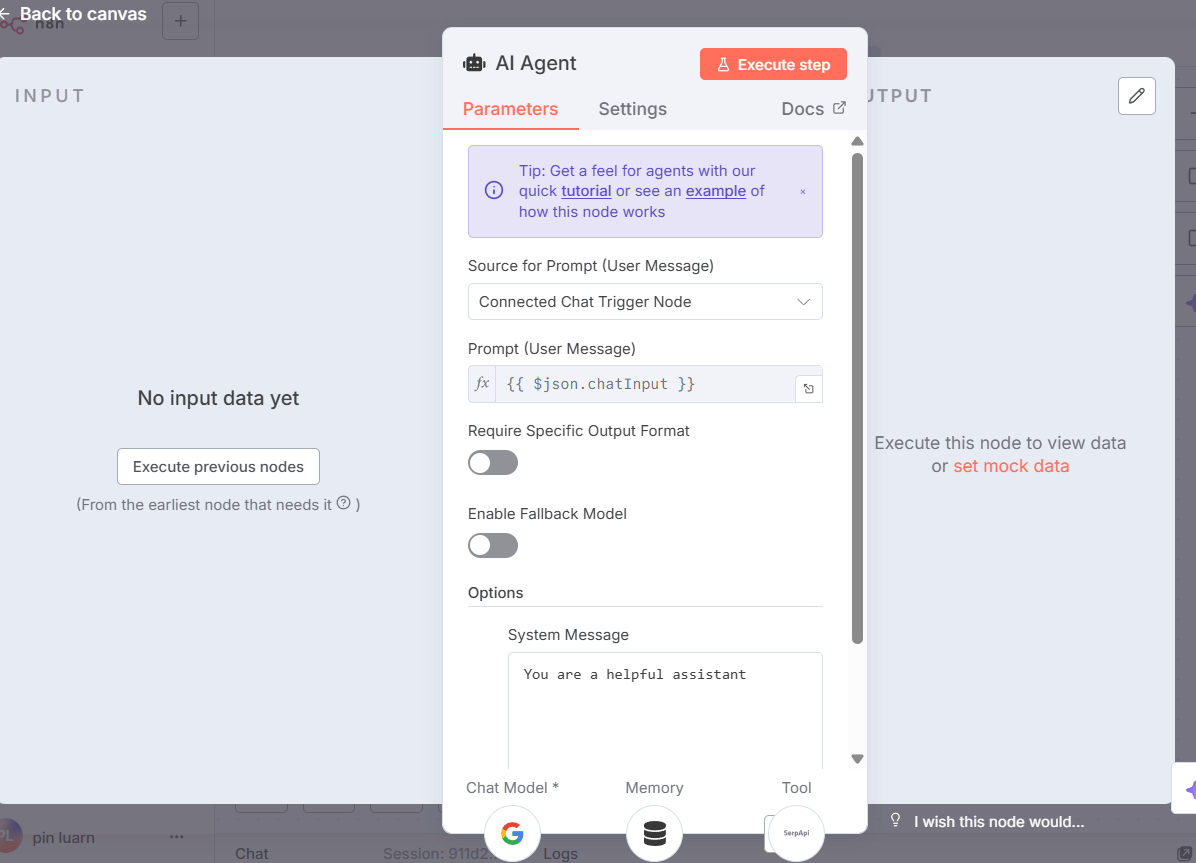 Back to canvas
n8n
AI Agent
Execute step
Parameters
Settings
Docs
INPUT
No input data yet
Execute previous nodes
(From the earliest node that needs it ? )
Tip: Get a feel for agents with our
quick tutorial or see an example of
how this node works
×
Source for Prompt (User Message)
Connected Chat Trigger Node
Prompt (User Message)
fx
{{ $json.chatInput }}
Require Specific Output Format
Enable Fallback Model
Options
System Message
You are a helpful assistant
Chat Model *
Memory
Tool
SerpApi
UTPUT
Execute this node to view data
or set mock data
I wish this node would...
PL
pin luarn
Chat
Session: 911d2...
Logs